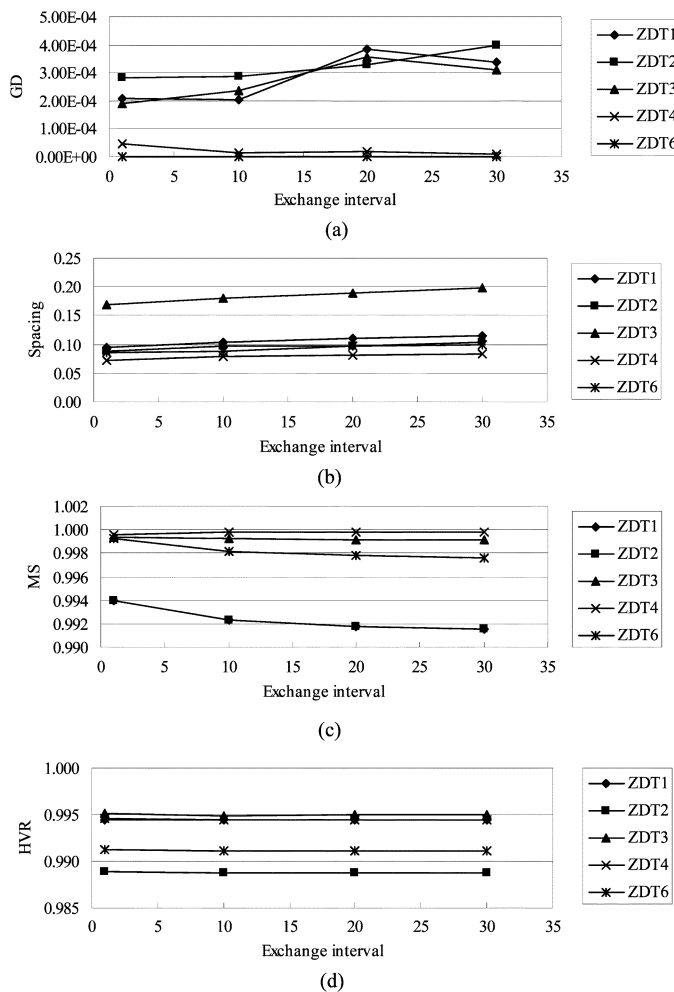 5.00E-04
4.00E-04
3.00E-04
2.00E-04
1.00E-04
0.00E+00
GD
0 5 10 15 20 25 30 35
Exchange interval
ZDT1
ZDT2
ZDT3
ZDT4
ZDT6
(a)
0.25
0.20
0.15
0.10
0.05
0.00
Spacing
0 5 10 15 20 25 30 35
Exchange interval
ZDT1
ZDT2
ZDT3
ZDT4
ZDT6
(b)
1.002
1.000
0.998
0.996
0.994
0.992
0.990
MS
0 5 10 15 20 25 30 35
Exchange interval
ZDT1
ZDT2
ZDT3
ZDT4
ZDT6
(c)
1.000
0.995
0.990
0.985
HVR
0 5 10 15 20 25 30 35
Exchange interval
ZDT1
ZDT2
ZDT3
ZDT4
ZDT6
(d)